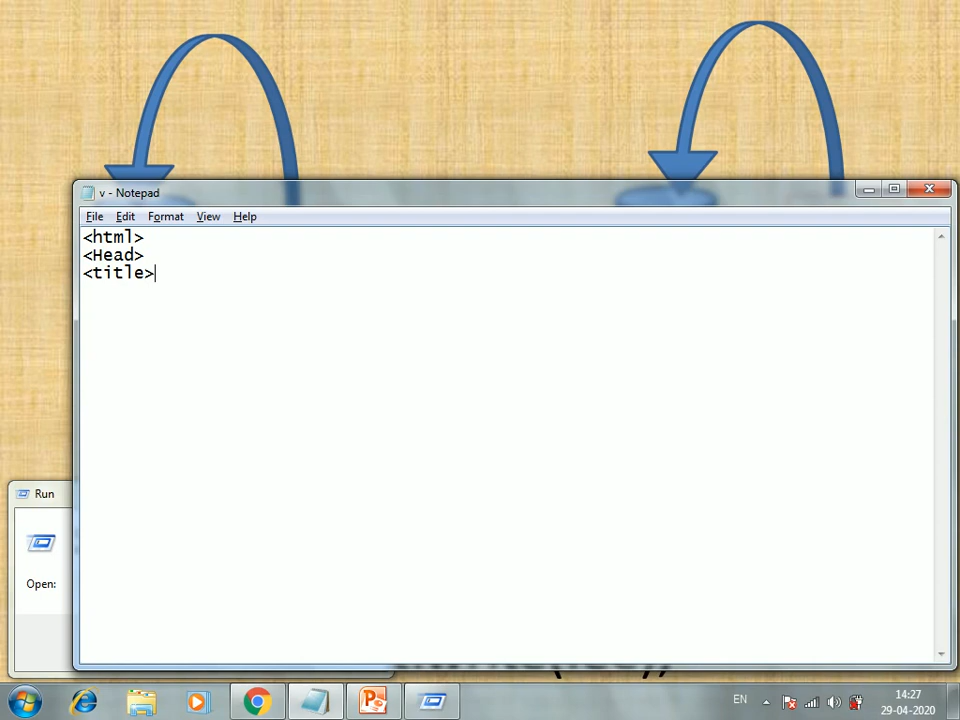 v - Notepad
File Edit Format View Help
<html>
<Head>
<title>
Run
Open:
EN
14:27
29-04-2020